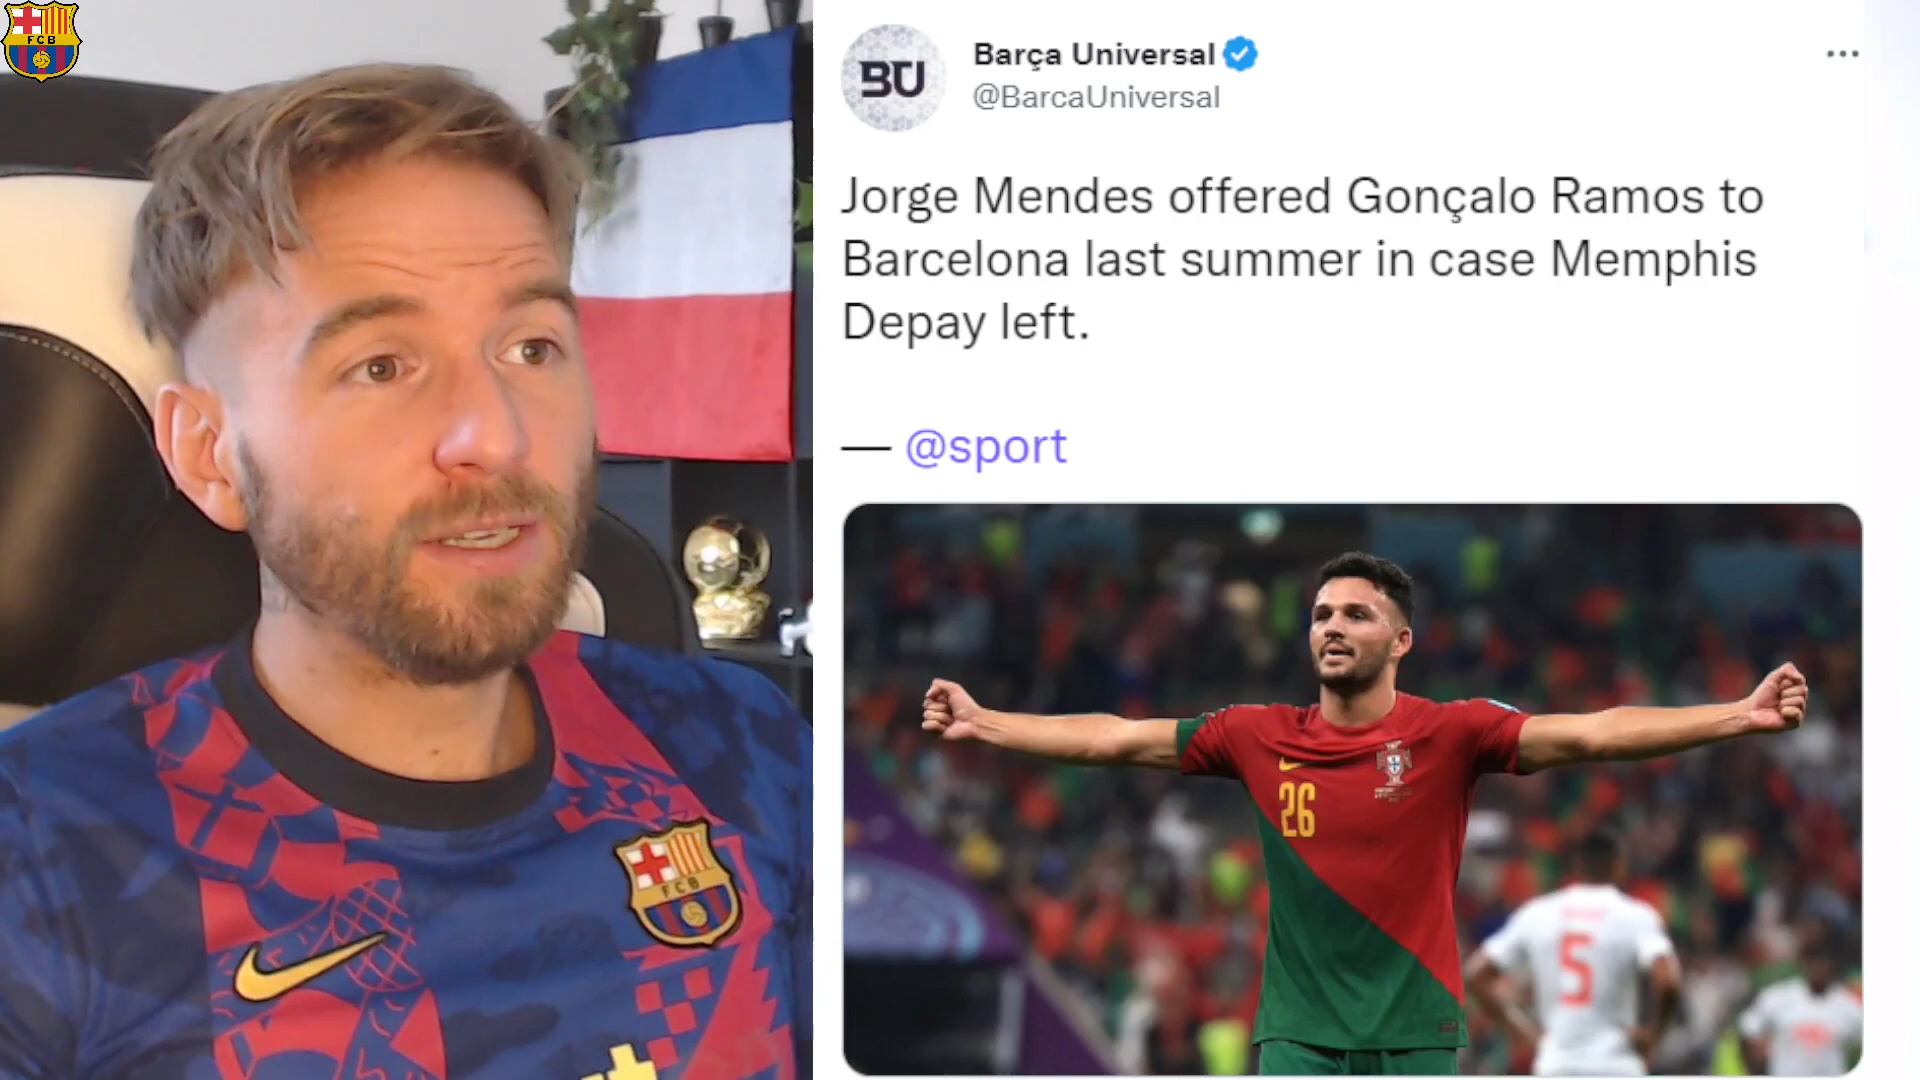 FCB
BU
Barça Universal
@BarcaUniversal
Jorge Mendes offered Gonçalo Ramos to
Barcelona last summer in case Memphis
Depay left.
— @sport
26
5
FCB